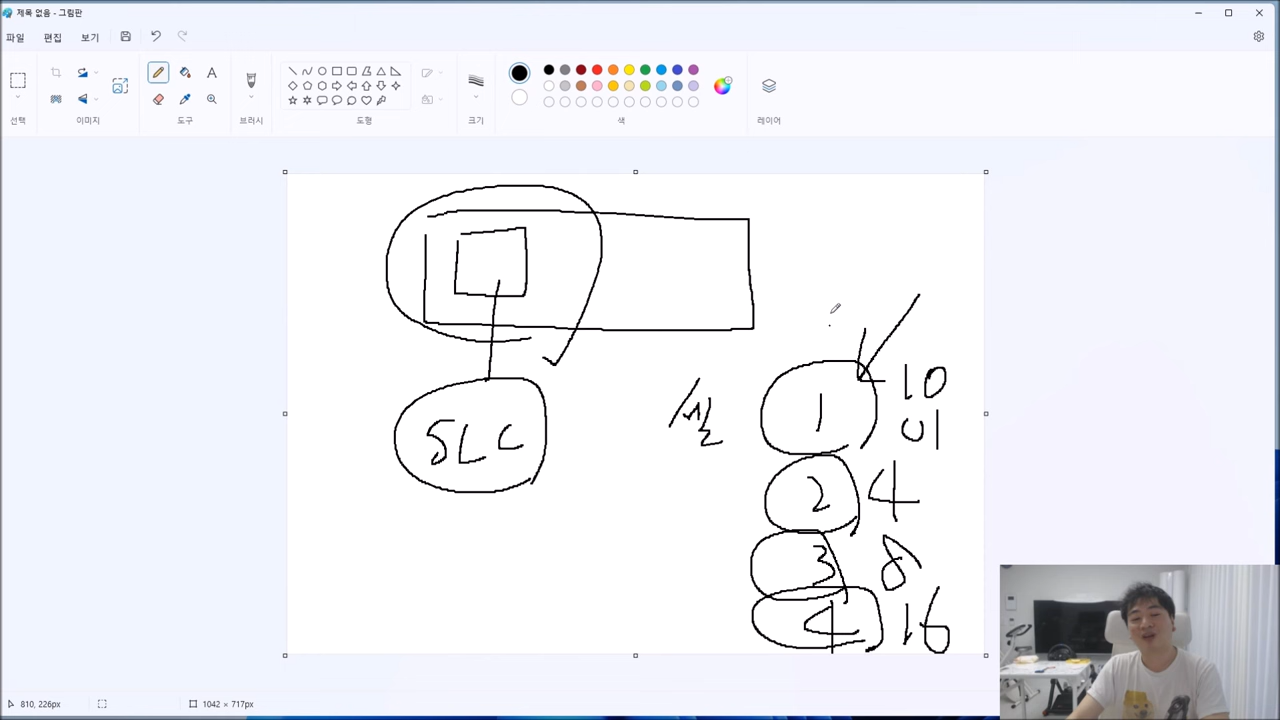 제목 없음 - 그림판
파일 편집 보기
선택 이미지 도구 브러시 도형 크기 색 레이어
SLC
셀
1 10
01
2 4
3 8
4 16
810, 226px 1042 × 717px